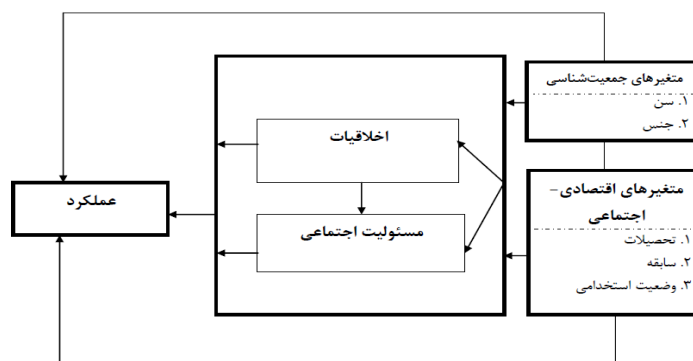 متغیرهای جمعیت‌شناسی
۱. سن
۲. جنس
متغیرهای اقتصادی-
اجتماعی
۱. تحصیلات
۲. سابقه
۳. وضعیت استخدامی
اخلاقیات
مسئولیت اجتماعی
عملکرد